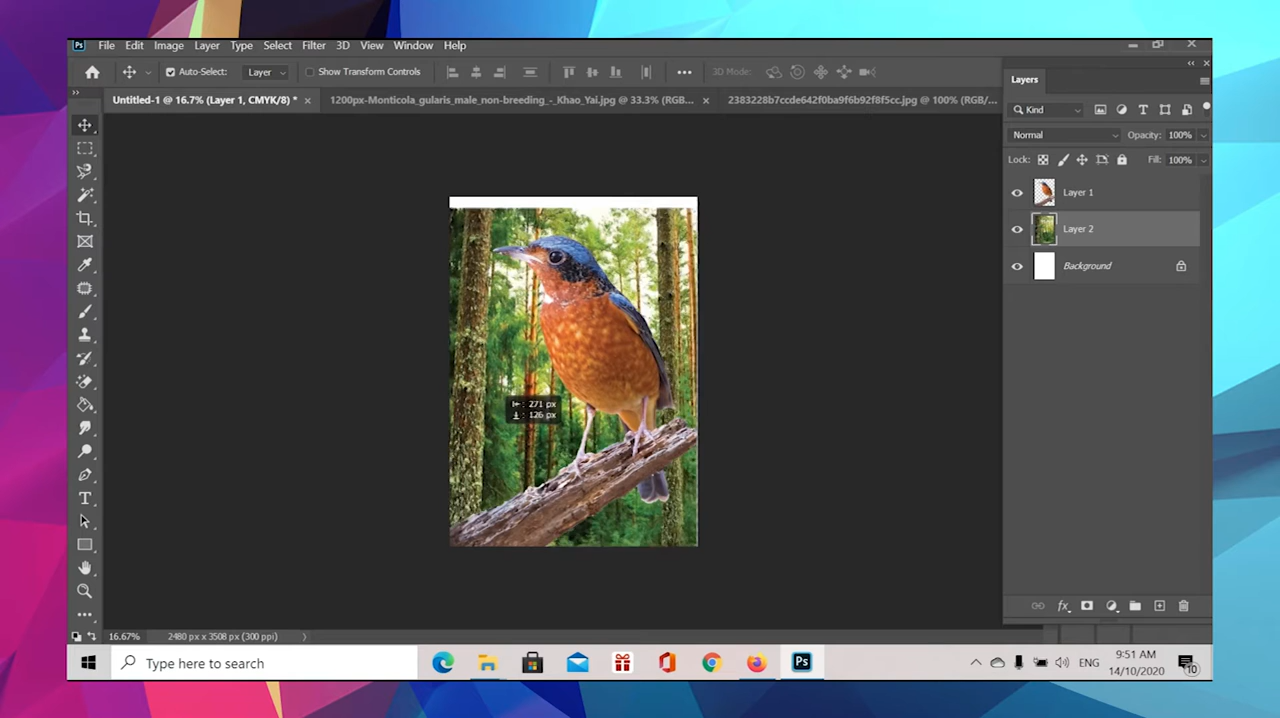 Ps File Edit Image Layer Type Select Filter 3D View Window Help
Auto-Select: Layer Show Transform Controls 3D Mode:
Untitled-1 @ 16.7% (Layer 1, CMYK/8) * × 1200px-Monticola_gularis_male_non-breeding_-_Khao_Yai.jpg @ 33.3% (RGB... × 2383228b7ccde642f0ba9f6b92f8f5cc.jpg @ 100% (RGB/...
Layers
Kind
Normal Opacity: 100%
Lock: Fill: 100%
Layer 1
Layer 2
Background
271 px
126 px
fx
16.67% 2480 px x 3508 px (300 ppi)
Type here to search
Ps
ENG
9:51 AM
14/10/2020
10